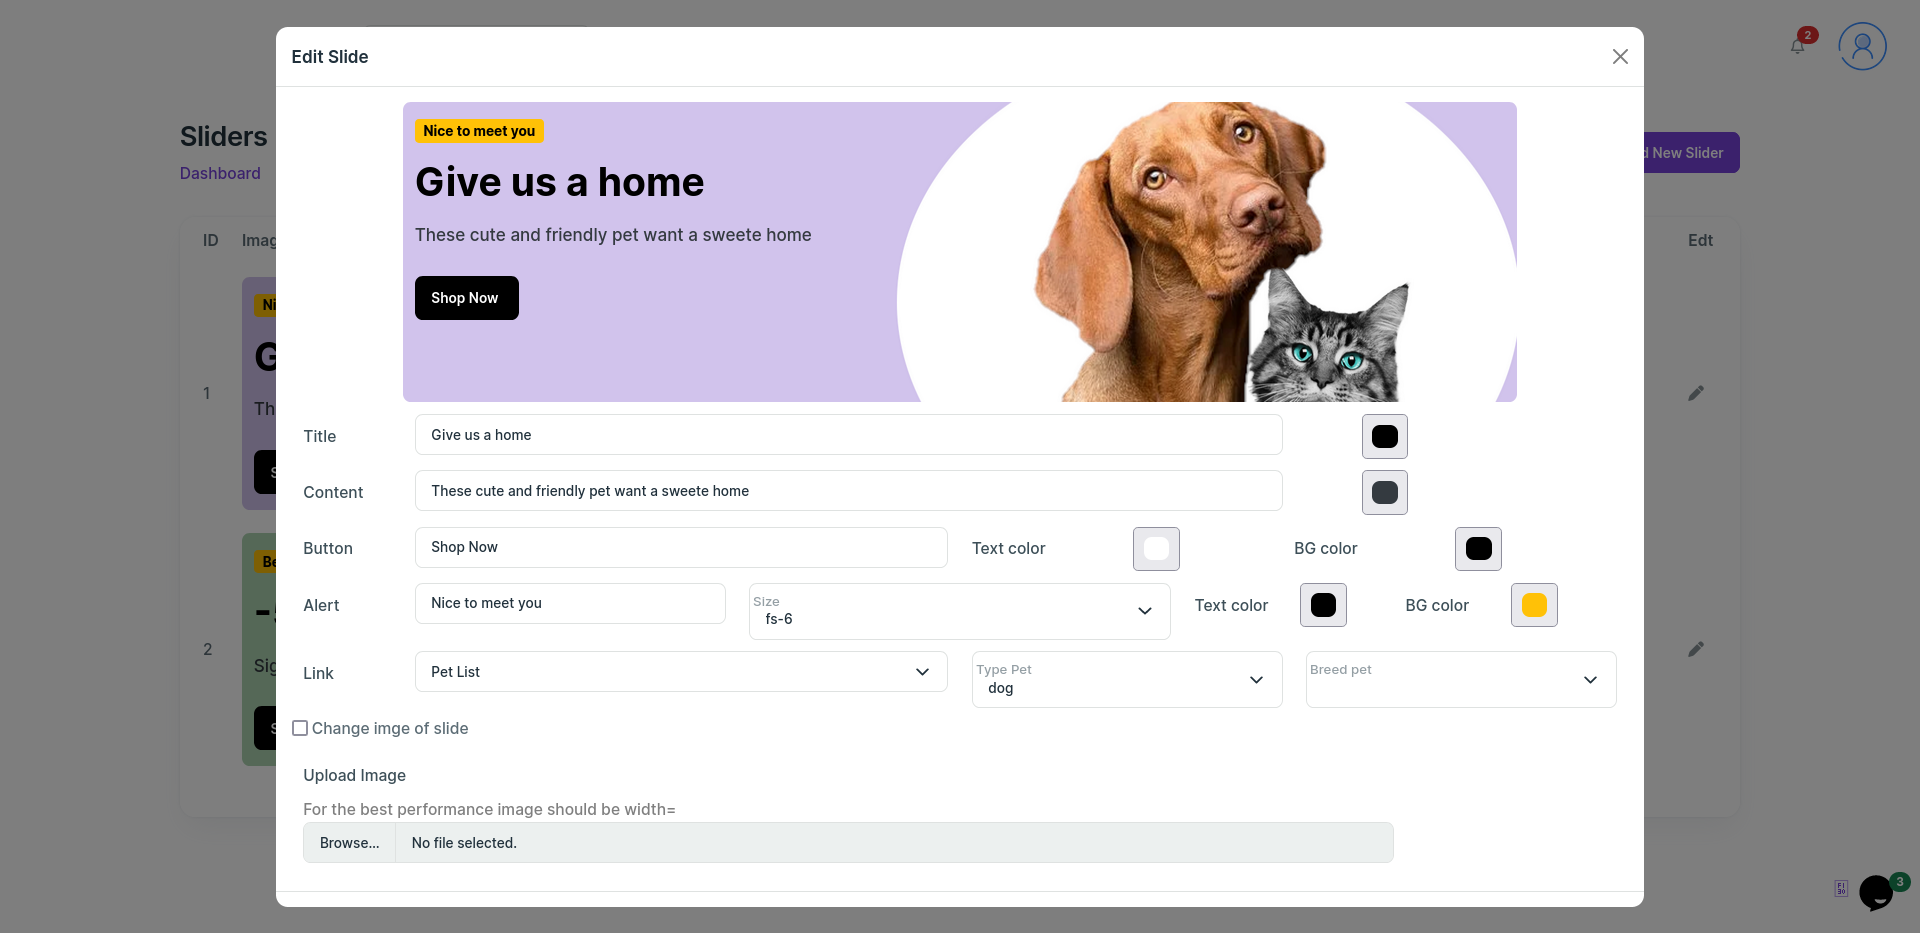 Edit Slide
2
Sliders
Dashboard
d New Slider
ID Imag Edt
Nice to meet you
Give us a home
These cute and friendly pet want a sweete home
Shop Now
Ni
G
1
Th
S
Be
-
2
Sig
S
Title Give us a home
Content These cute and friendly pet want a sweete home
Button Shop Now Text color BG color
Alert Nice to meet you Size fs-6 Text color BG color
Link Pet List Type Pet dog Breed pet
Change imge of slide
Upload Image
For the best performance image should be width=
Browse... No file selected.
3